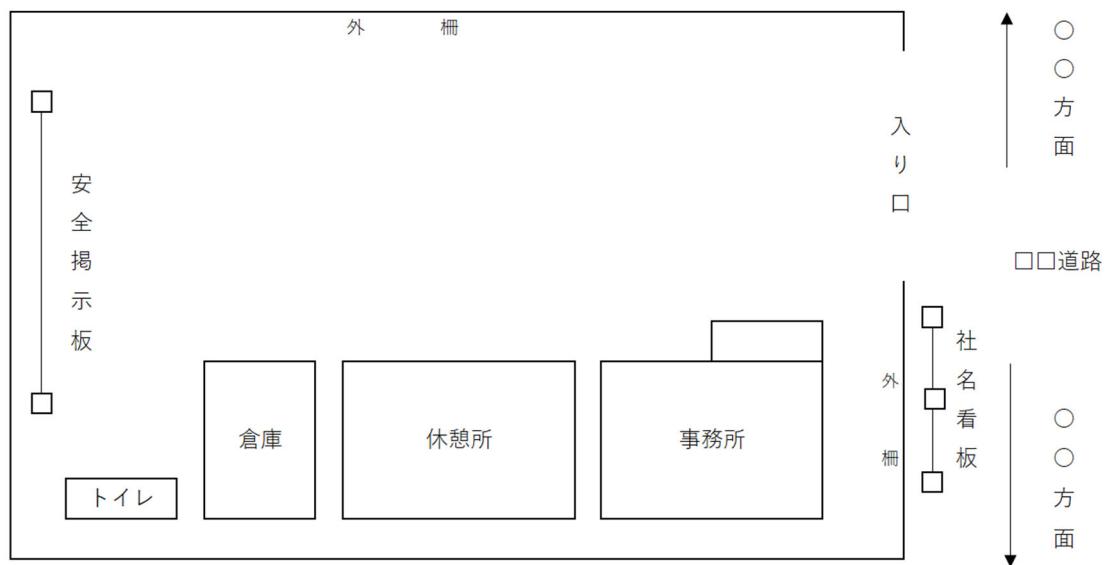 外 柵
安全掲示板
入り口
○○方面
□□道路
社名看板
外柵
○○方面
倉庫
休憩所
事務所
トイレ